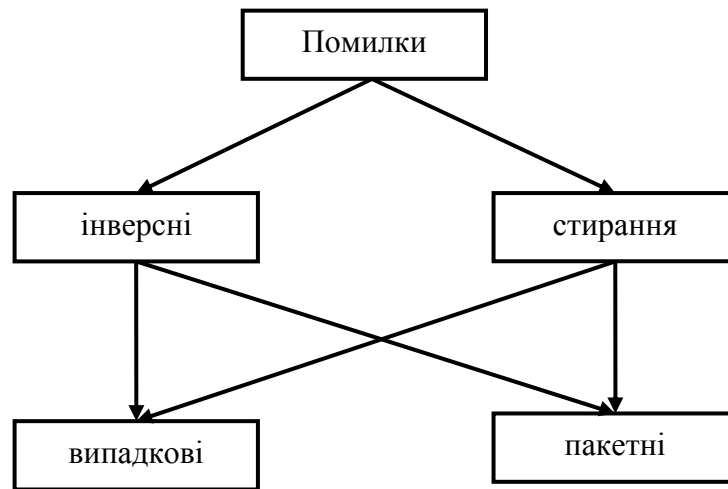 Помилки
інверсні
стирання
випадкові
пакетні